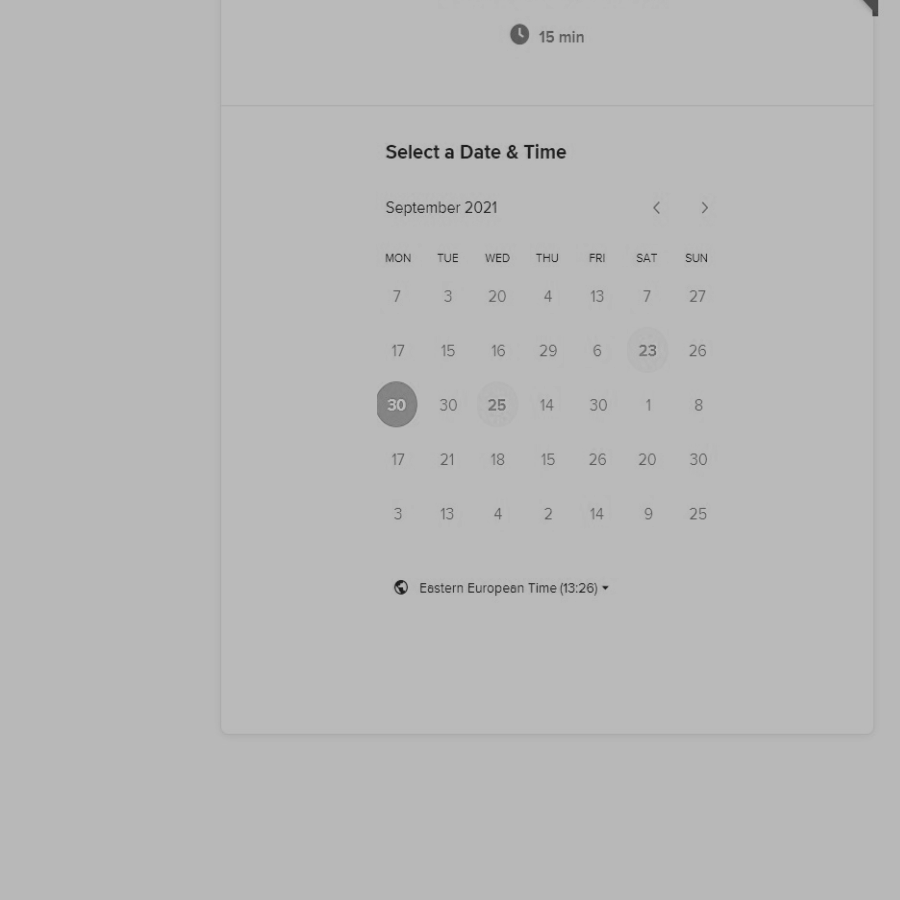 15 min
Select a Date & Time
September 2021
MON TUE WED THU FRI SAT SUN
7 3 20 4 13 7 27
17 15 16 29 6 23 26
30 30 25 14 30 1 8
17 21 18 15 26 20 30
3 13 4 2 14 9 25
Eastern European Time (13:26)